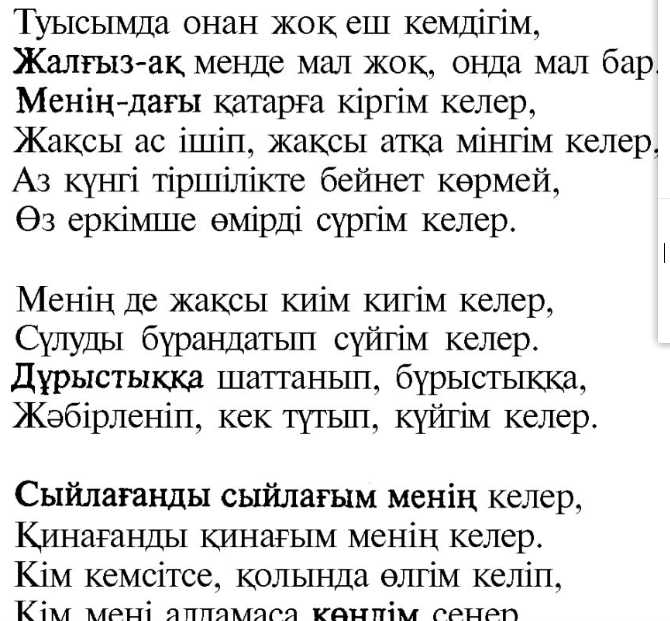 Туысымда онан жоқ еш кемдігім,
Жалғыз-ақ менде мал жоқ, онда мал бар.
Менің-дағы қатарға кіргім келер,
Жақсы ас ішіп, жақсы атқа мінгім келер,
Аз күнгі тіршілікте бейнет көрмей,
Өз еркімше өмірді сүргім келер.
Менің де жақсы киім кигім келер,
Сұлуды бұрандатып сүйгім келер.
Дұрыстыққа шаттанып, бұрыстыққа,
Жәбірленіп, кек тұтып, күйгім келер.
Сыйлағанды сыйлағым менің келер,
Қинағанды қинағым менің келер.
Кім кемсітсе, қолында өлгім келіп,
Кім мені алдамаса көңлім сенер